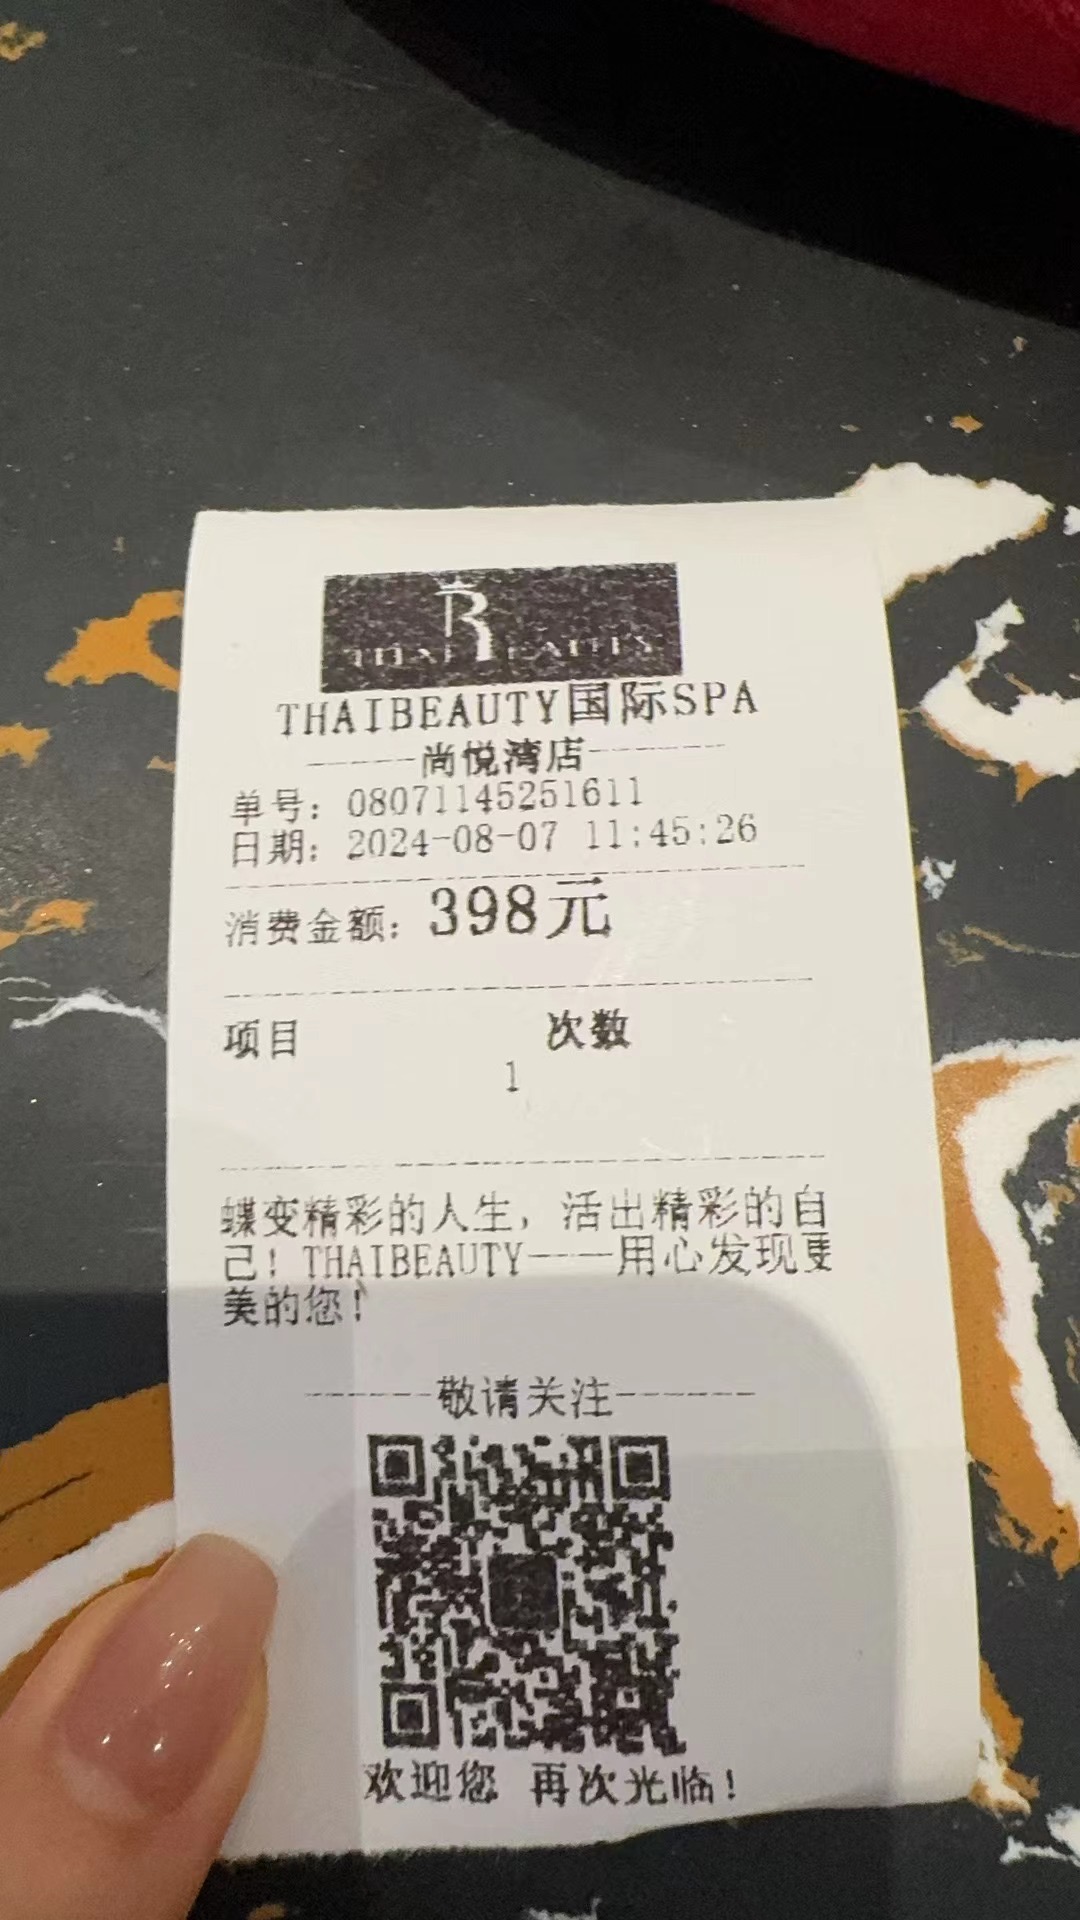 THAI BEAUTY
THAIBEAUTY国际SPA
-----尚悦湾店-----
单号: 08071145251611
日期: 2024-08-07 11:45:26
消费金额: 398元
项目 次数
1
蝶变精彩的人生, 活出精彩的自
己! THAIBEAUTY————用心发现更
美的您!
------敬请关注------
欢迎您 再次光临!